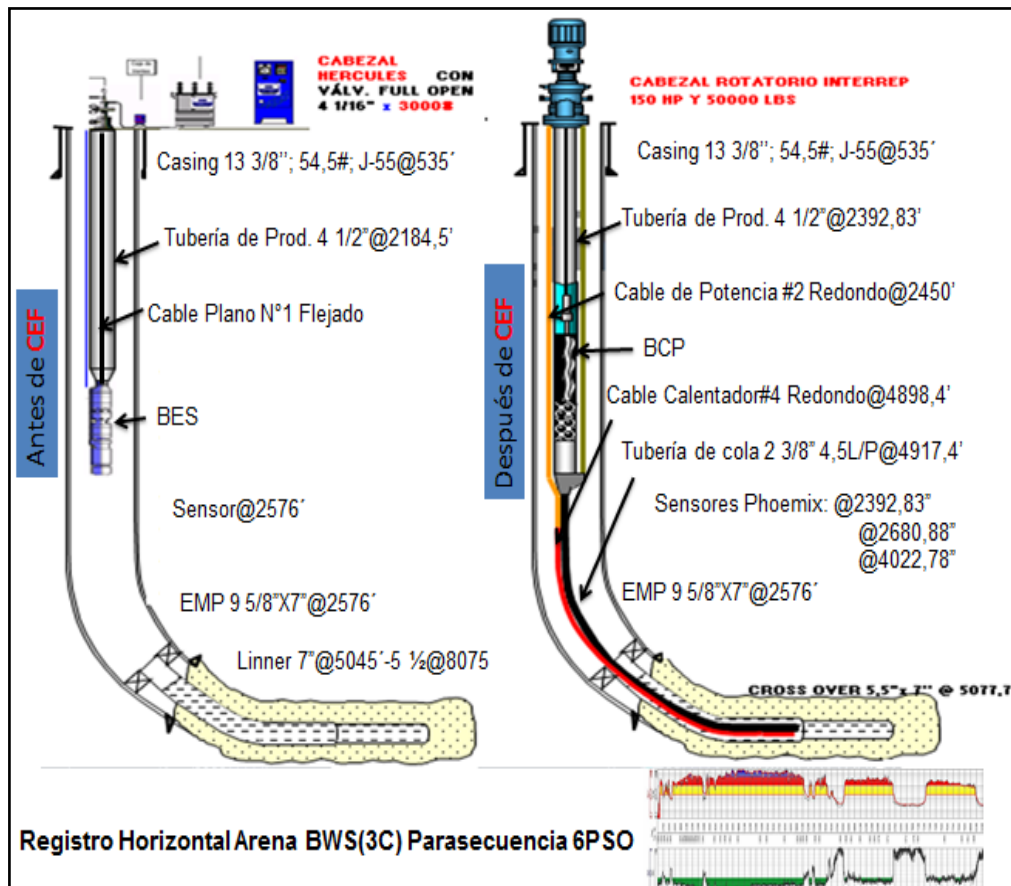 CABEZAL
HERCULES CON
VÁLV. FULL OPEN
4 1/16" x 3000$
Antes de CEF
Casing 13 3/8’’; 54,5#; J-55@535´
Tubería de Prod. 4 1/2”@2184,5’
Cable Plano N°1 Flejado
BES
Sensor@2576´
EMP 9 5/8”X7”@2576´
Linner 7”@5045´-5 ½@8075
CABEZAL ROTATORIO INTERREP
150 HP Y 50000 LBS
Después de CEF
Casing 13 3/8’’; 54,5#; J-55@535´
Tubería de Prod. 4 1/2”@2392,83’
Cable de Potencia #2 Redondo@2450’
BCP
Cable Calentador#4 Redondo@4898,4’
Tubería de cola 2 3/8” 4,5L/P@4917,4’
Sensores Phoemix: @2392,83”
@2680,88”
@4022,78”
EMP 9 5/8”X7”@2576´
CROSS OVER 5,5"x 7" @ 5077,7
Registro Horizontal Arena BWS(3C) Parasecuencia 6PSO